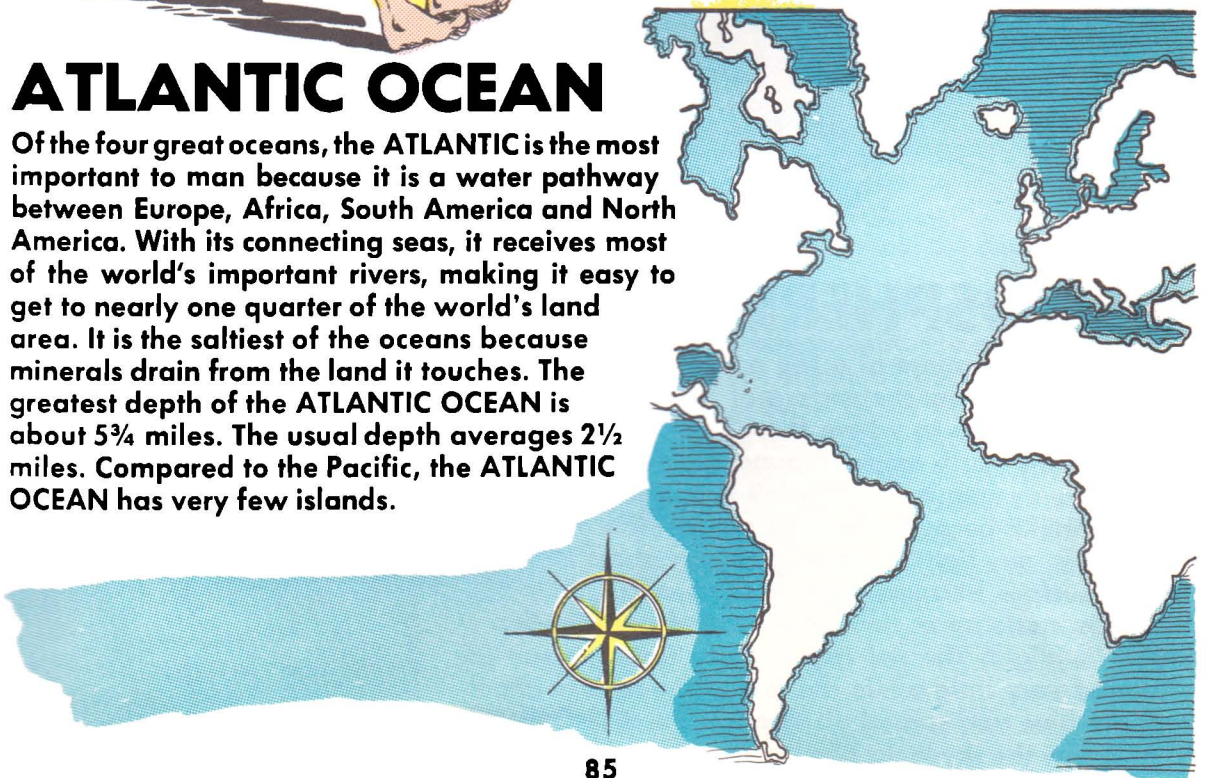 ATLANTIC OCEAN
Of the four great oceans, the ATLANTIC is the most
important to man because it is a water pathway
between Europe, Africa, South America and North
America. With its connecting seas, it receives most
of the world's important rivers, making it easy to
get to nearly one quarter of the world's land
area. It is the saltiest of the oceans because
minerals drain from the land it touches. The
greatest depth of the ATLANTIC OCEAN is
about 5¾ miles. The usual depth averages 2½
miles. Compared to the Pacific, the ATLANTIC
OCEAN has very few islands.
85